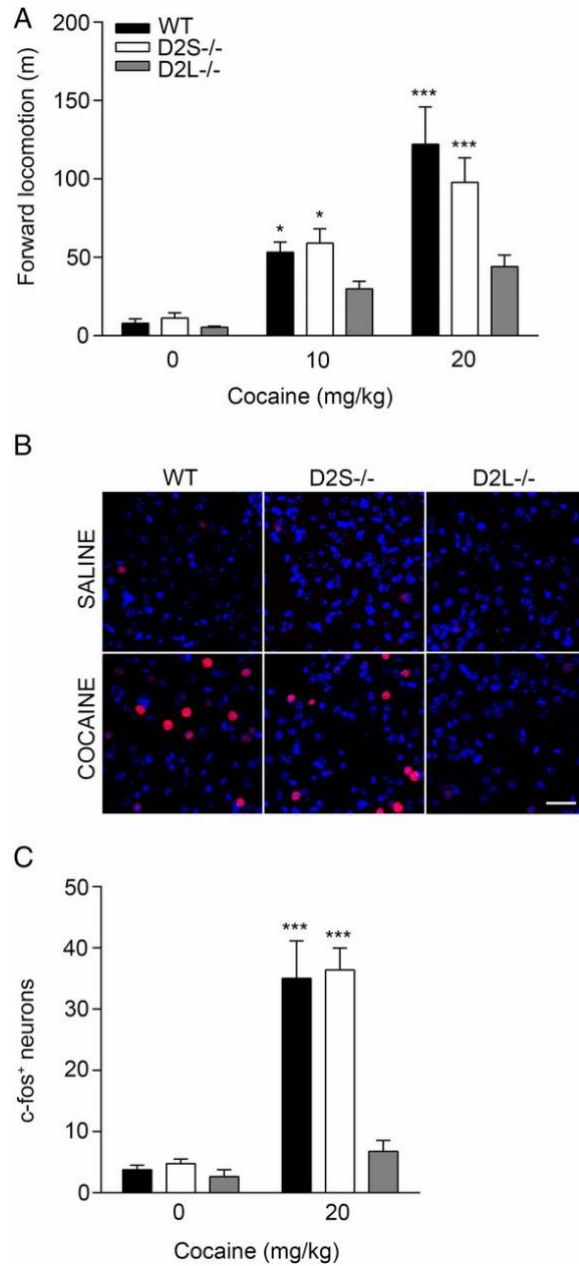 A
WT
D2S-/-
D2L-/-
Forward locomotion (m)
200
150
100
50
0
* *
*** ***
0 10 20
Cocaine (mg/kg)
B
WT D2S-/- D2L-/-
SALINE
COCAINE
C
c-fos⁺ neurons
50
40
30
20
10
0
*** ***
0 20
Cocaine (mg/kg)